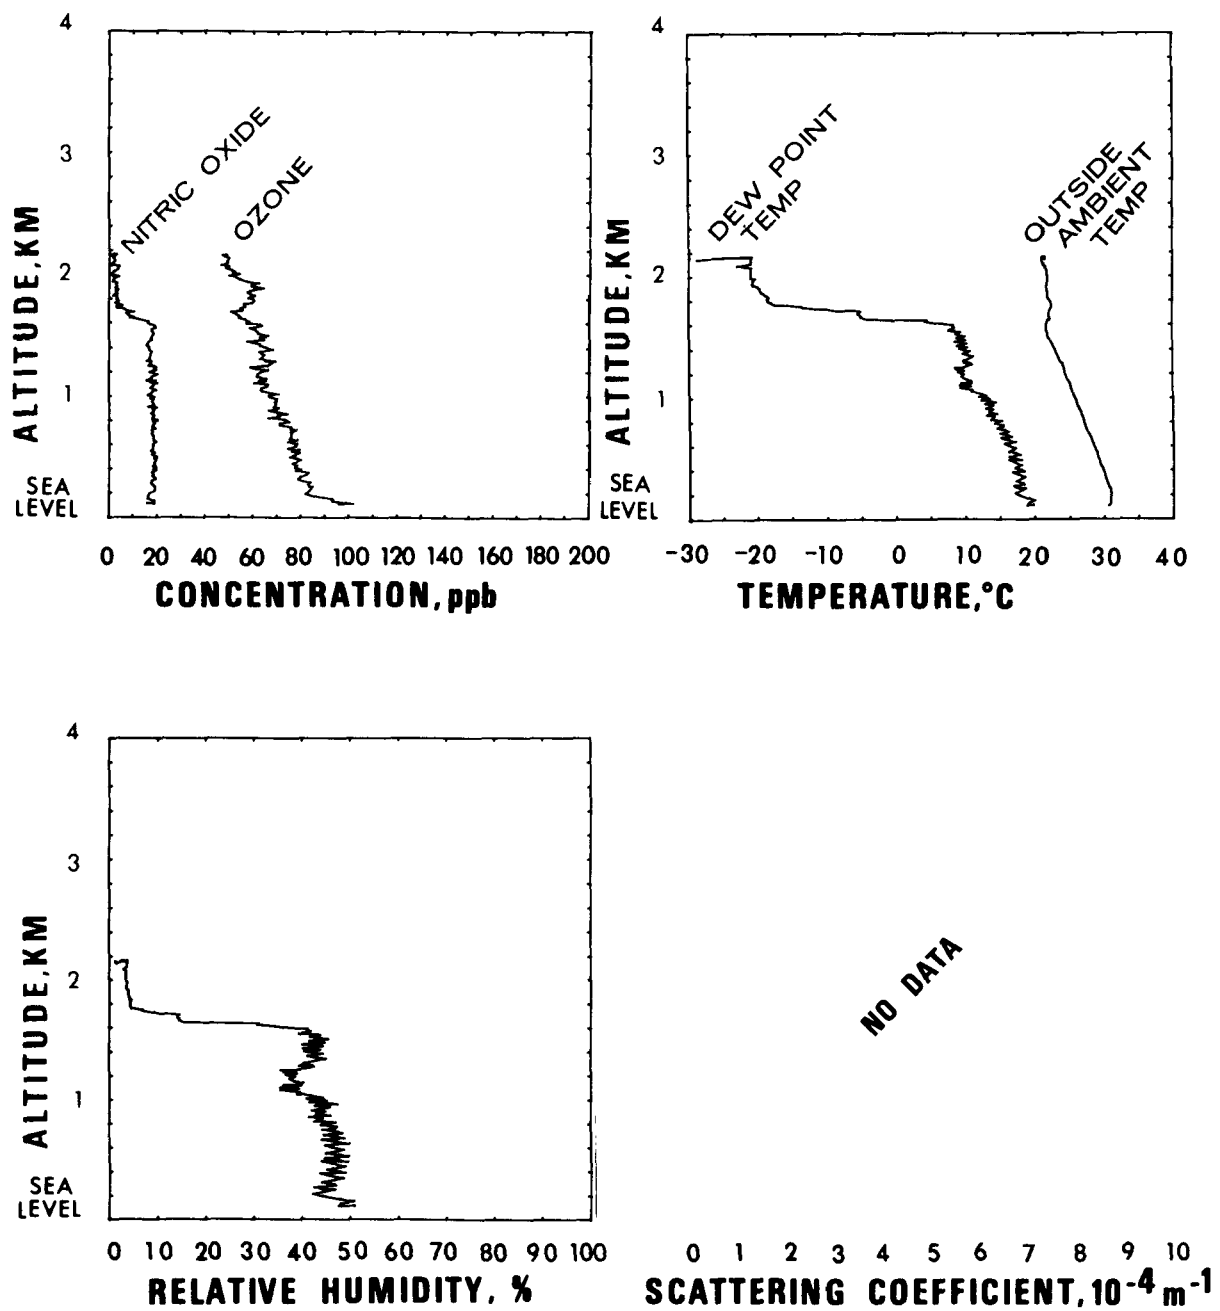 4
3
2
1
SEA
LEVEL
ALTITUDE, KM
NITRIC OXIDE
OZONE
0 20 40 60 80 100 120 140 160 180 200
CONCENTRATION, ppb
4
3
2
1
SEA
LEVEL
ALTITUDE, KM
DEW POINT
TEMP
OUTSIDE
AMBIENT
TEMP
-30 -20 -10 0 10 20 30 40
TEMPERATURE, °C
4
3
2
1
SEA
LEVEL
ALTITUDE, KM
0 10 20 30 40 50 60 70 80 90 100
RELATIVE HUMIDITY, %
NO DATA
0 1 2 3 4 5 6 7 8 9 10
SCATTERING COEFFICIENT, 10⁻⁴ m⁻¹